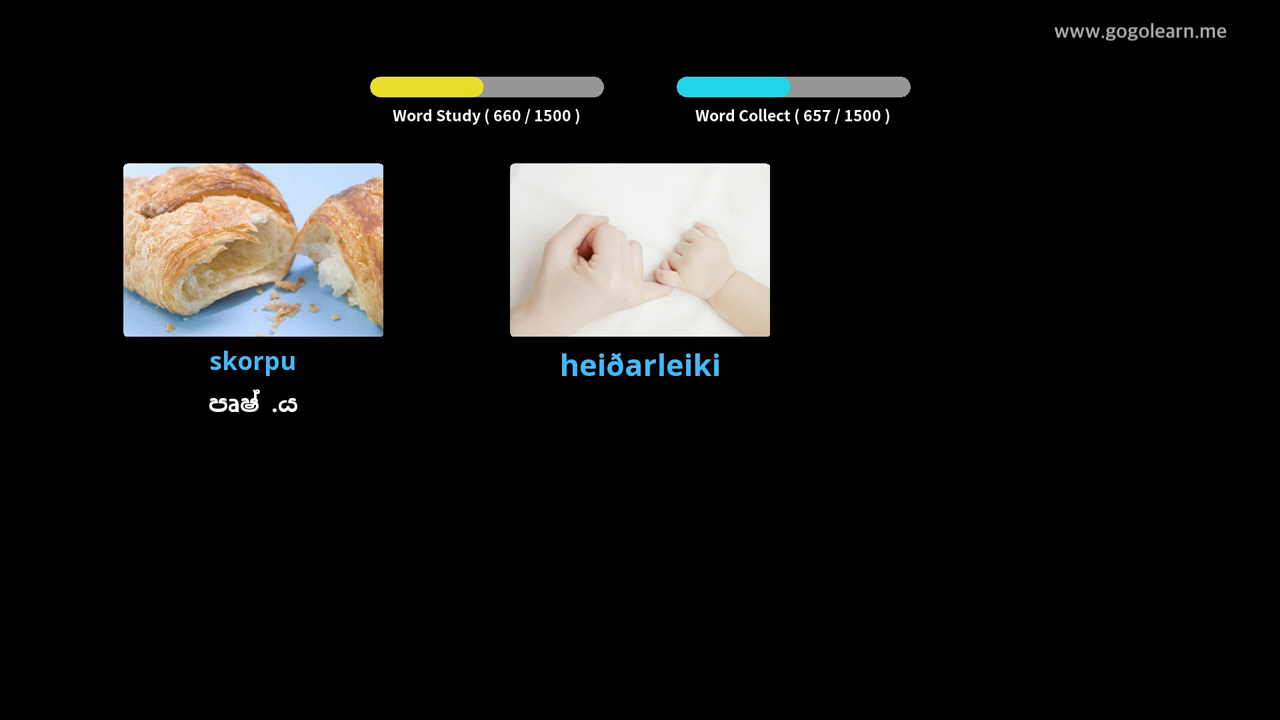 www.gogolearn.me
Word Study ( 660 / 1500 )
Word Collect ( 657 / 1500 )
skorpu
පෘෂ් .ය
heiðarleiki